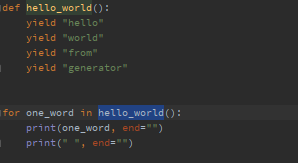 def hello_world():
    yield "hello"
    yield "world"
    yield "from"
    yield "generator"
for one_word in hello_world():
    print(one_word, end="")
    print(" ", end="")